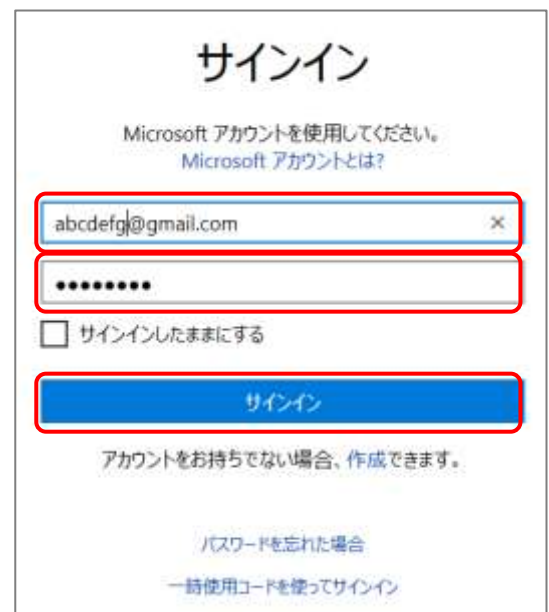 サインイン
Microsoft アカウントを使用してください。
Microsoft アカウントとは?
abcdefg@gmail.com ×
●●●●●●●●
サインインしたままにする
サインイン
アカウントをお持ちでない場合、作成できます。
パスワードを忘れた場合
一時使用コードを使ってサインイン